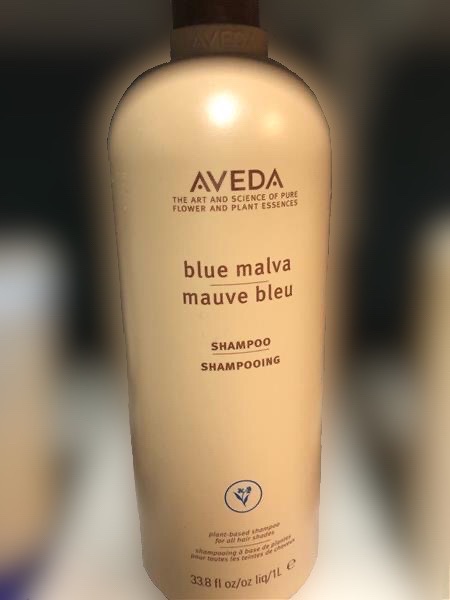 AVEDA
AVEDA
THE ART AND SCIENCE OF PURE
FLOWER AND PLANT ESSENCES
blue malva
mauve bleu
SHAMPOO
SHAMPOOING
plant-based shampoo
for all hair shades
shampooing à base de plantes
pour toutes les teintes de cheveux
33.8 fl oz/oz liq/1L ℮